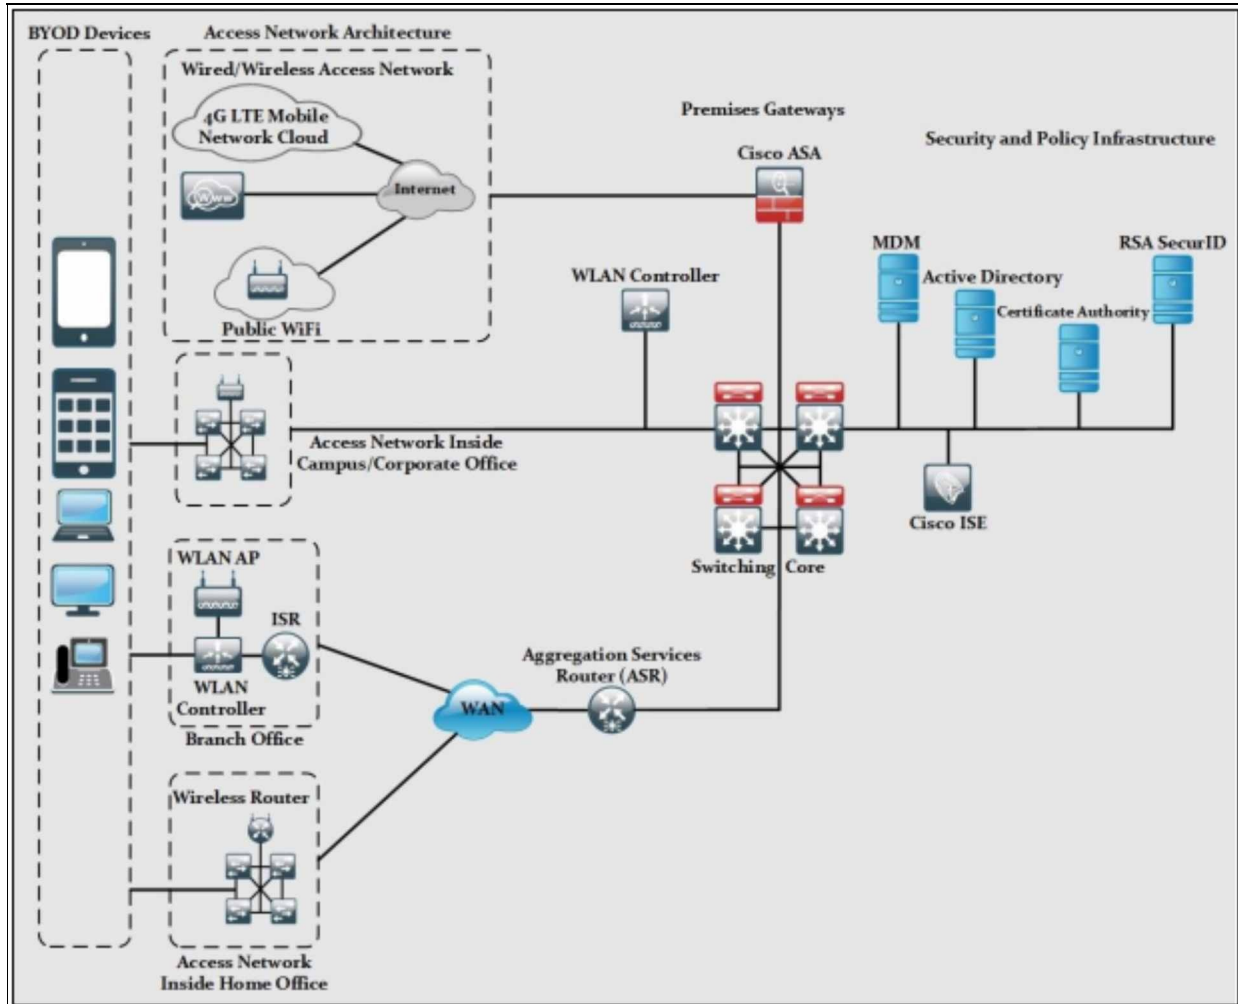 BYOD Devices
Access Network Architecture
Wired/Wireless Access Network
4G LTE Mobile
Network Cloud
Internet
Www
Public WiFi
Premises Gateways
Cisco ASA
Security and Policy Infrastructure
WLAN Controller
MDM
RSA SecurID
Active Directory
Certificate Authority
Access Network Inside
Campus/Corporate Office
Cisco ISE
Switching Core
WLAN AP
ISR
WLAN
Controller
Branch Office
Aggregation Services
Router (ASR)
WAN
Wireless Router
Access Network
Inside Home Office